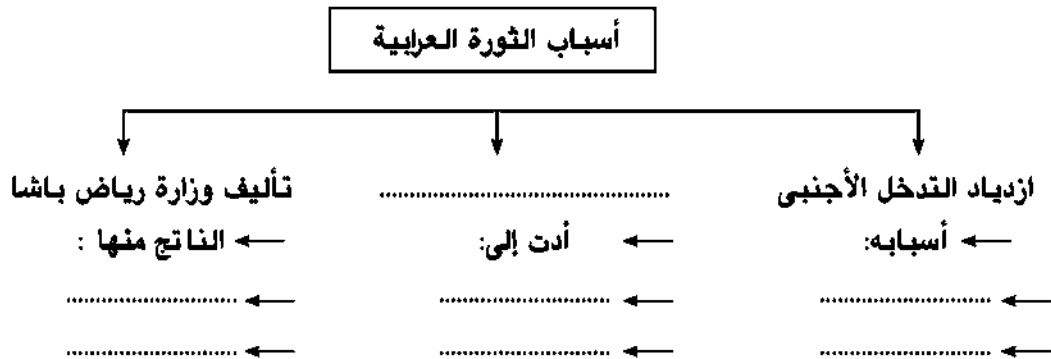 أسباب الثورة العرابية
ازدياد التدخل الأجنبى
.......................................
تأليف وزارة رياض باشا
← أسبابه:
← أدت إلى:
← الناتج منها :
← .......................
← .......................
← .......................
← .......................
← .......................
← .......................